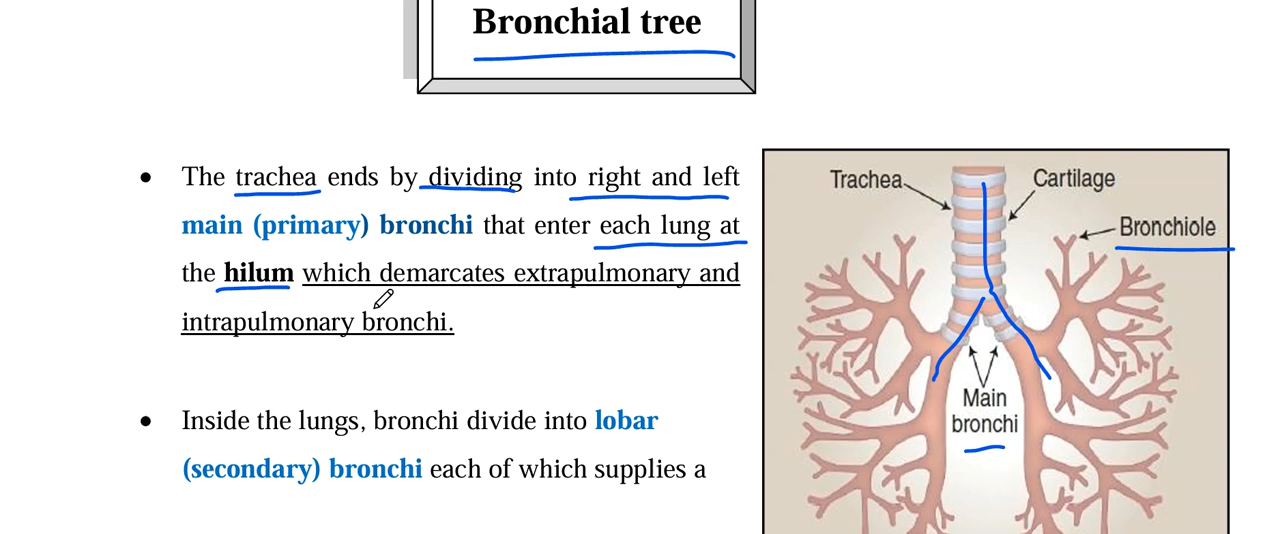 Bronchial tree
• The trachea ends by dividing into right and left
main (primary) bronchi that enter each lung at
the hilum which demarcates extrapulmonary and
intrapulmonary bronchi.
• Inside the lungs, bronchi divide into lobar
(secondary) bronchi each of which supplies a
Trachea
Cartilage
Bronchiole
Main
bronchi